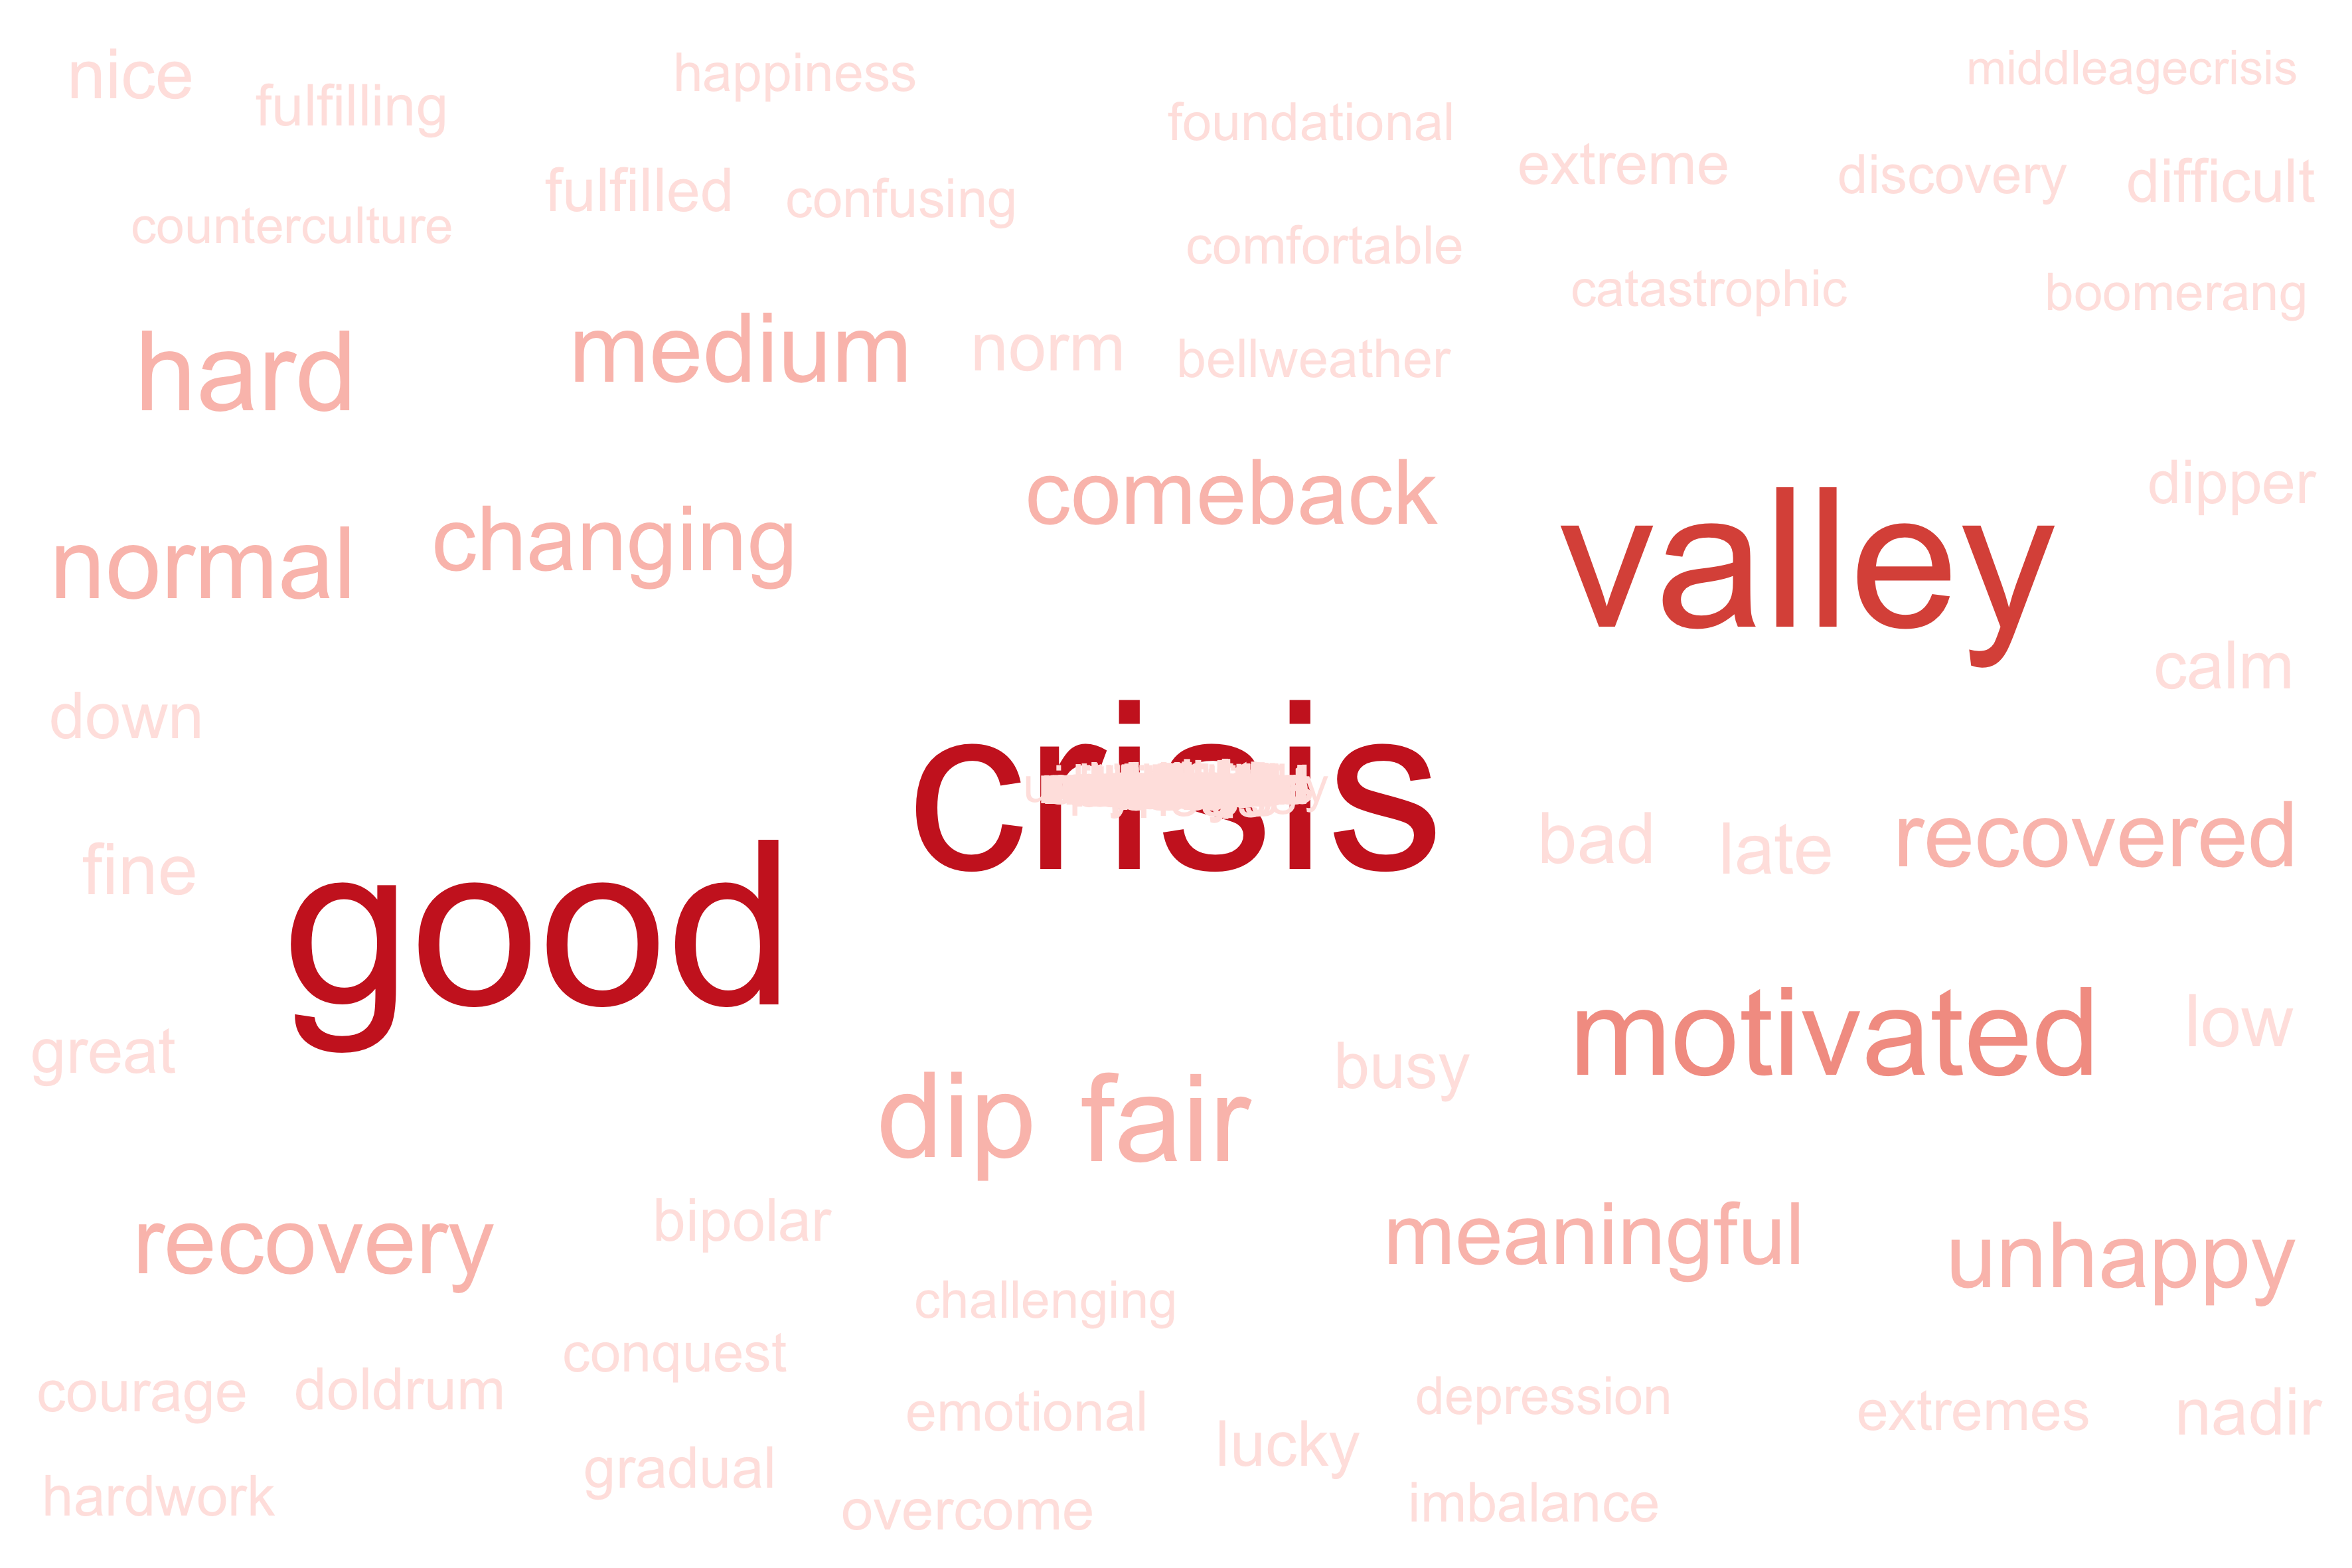 nice
fulfilling
happiness
middleagecrisis
foundational
extreme
discovery
difficult
counterculture
fulfilled
confusing
comfortable
catastrophic
boomerang
hard
medium
norm
bellweather
comeback
dipper
normal
changing
valley
down
calm
crisis
fine
good
bad
late
recovered
great
busy
motivated
low
dip
fair
recovery
bipolar
meaningful
unhappy
challenging
conquest
courage
doldrum
emotional
lucky
depression
extremes
nadir
hardwork
gradual
overcome
imbalance